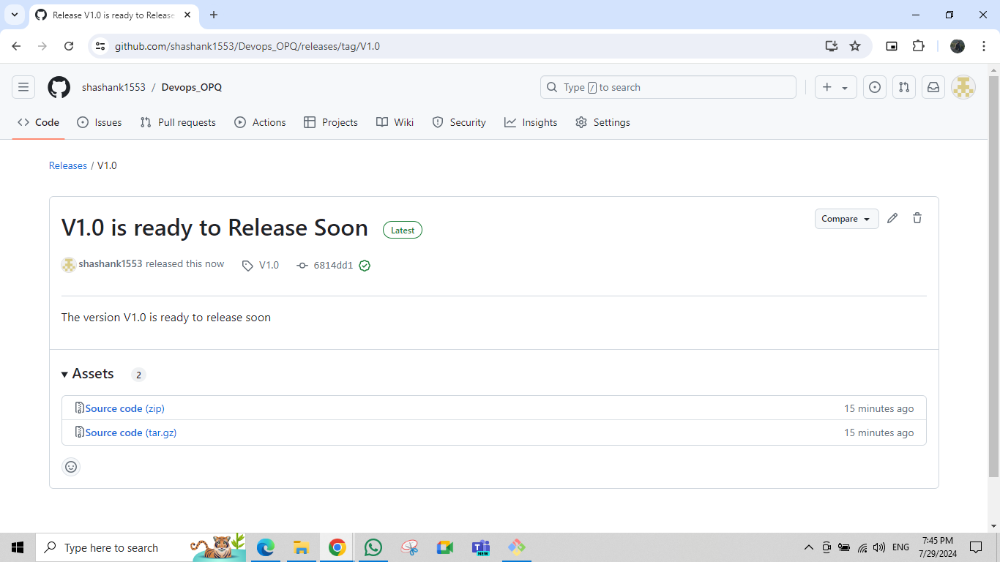 Release V1.0 is ready to Release
github.com/shashank1553/Devops_OPQ/releases/tag/V1.0
shashank1553 / Devops_OPQ
Type / to search
Code Issues Pull requests Actions Projects Wiki Security Insights Settings
Releases / V1.0
V1.0 is ready to Release Soon Latest
Compare
shashank1553 released this now V1.0 6814dd1
The version V1.0 is ready to release soon
Assets 2
Source code (zip) 15 minutes ago
Source code (tar.gz) 15 minutes ago
Type here to search
NEW
ENG
7:45 PM
7/29/2024